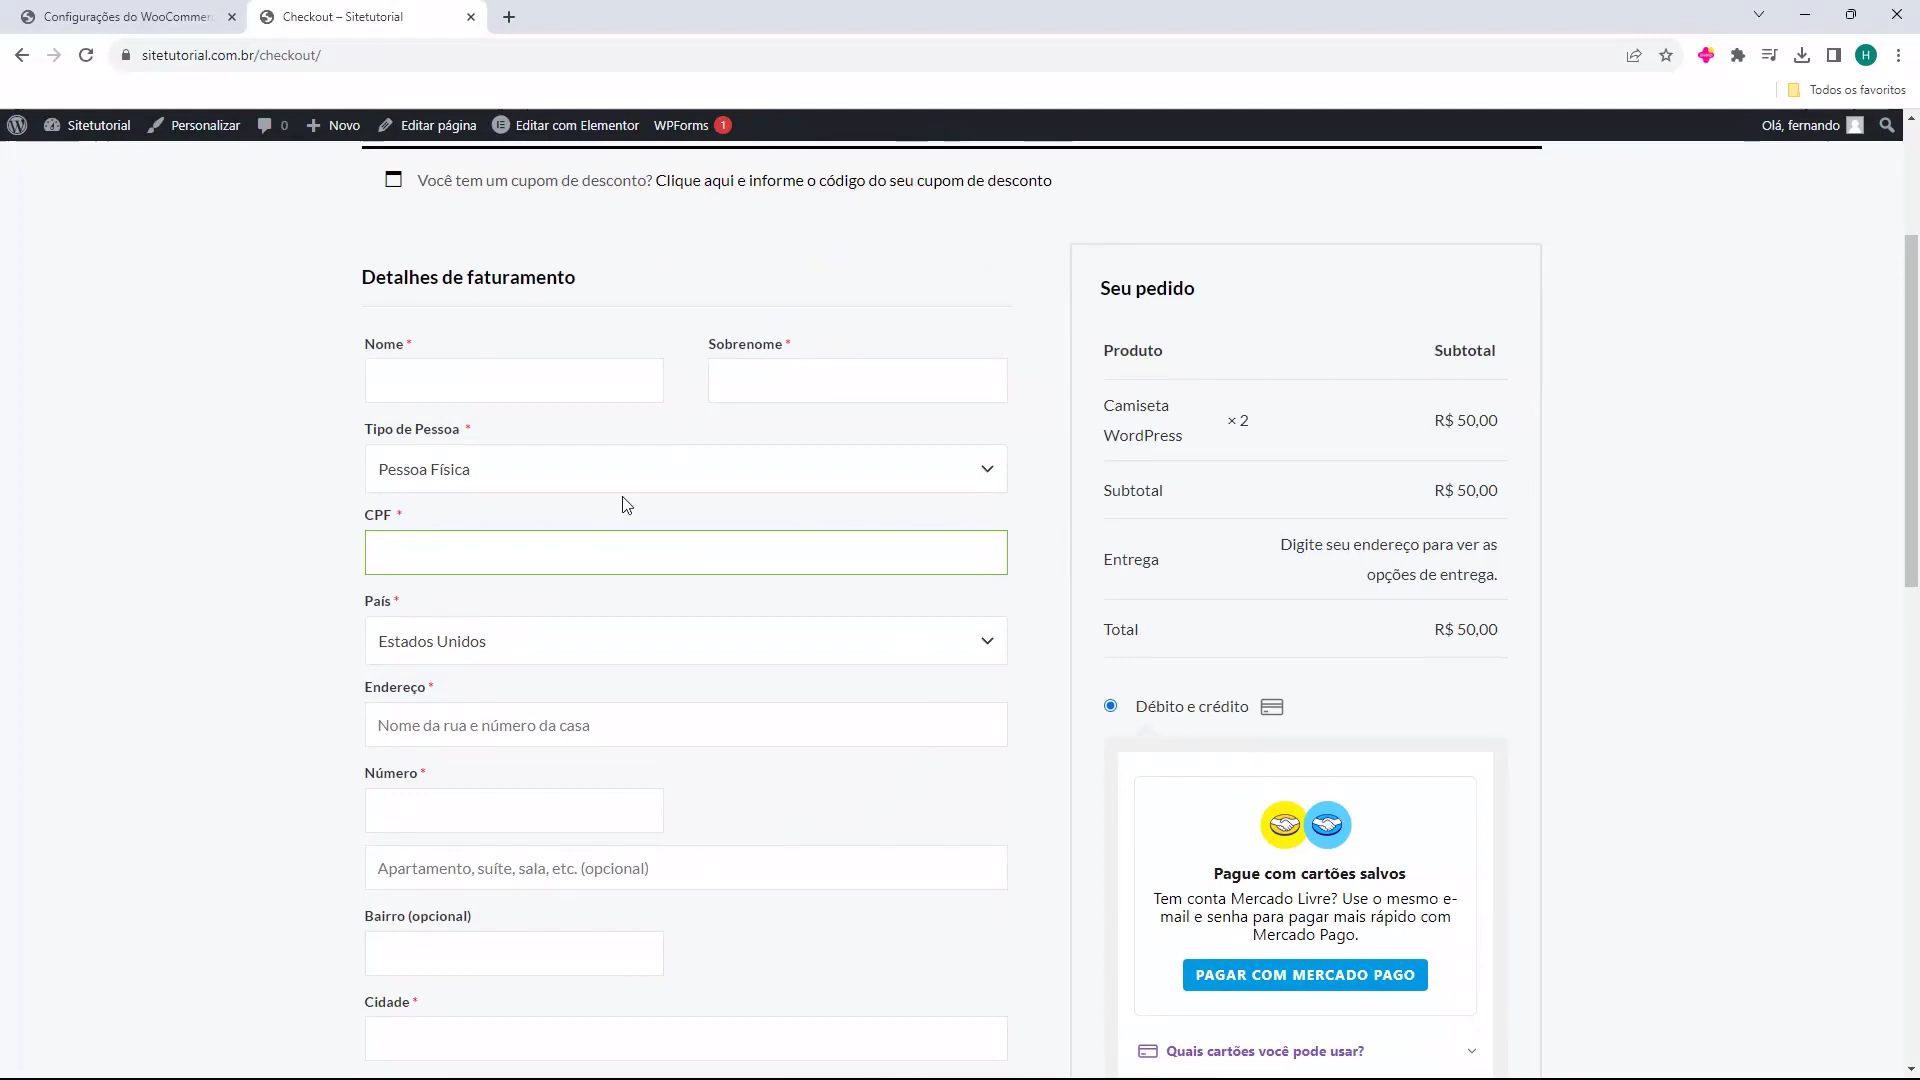 Configurações do WooCommer
Checkout – Sitetutorial
sitetutorial.com.br/checkout/
H
Todos os favoritos
Sitetutorial
Personalizar
0
Novo
Editar página
Editar com Elementor
WPForms 1
Olá, fernando
Você tem um cupom de desconto? Clique aqui e informe o código do seu cupom de desconto
Detalhes de faturamento
Nome *
Sobrenome *
Tipo de Pessoa *
Pessoa Física
CPF *
País *
Estados Unidos
Endereço *
Nome da rua e número da casa
Número *
Apartamento, suíte, sala, etc. (opcional)
Bairro (opcional)
Cidade *
Seu pedido
Produto Subtotal
Camiseta
WordPress
× 2
R$ 50,00
Subtotal R$ 50,00
Entrega
Digite seu endereço para ver as
opções de entrega.
Total R$ 50,00
Débito e crédito
Pague com cartões salvos
Tem conta Mercado Livre? Use o mesmo e-
mail e senha para pagar mais rápido com
Mercado Pago.
PAGAR COM MERCADO PAGO
Quais cartões você pode usar?